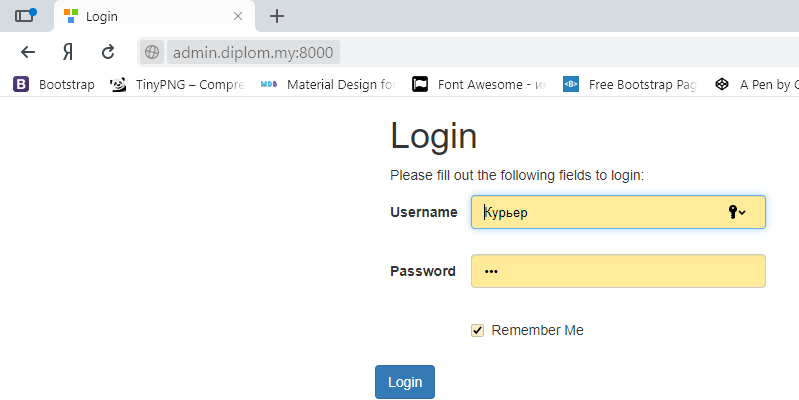 Login
Я admin.diplom.my:8000
Bootstrap TinyPNG – Compre Material Design for Font Awesome - ик Free Bootstrap Pag A Pen by C
Login
Please fill out the following fields to login:
Username Курьер
Password •••
Remember Me
Login